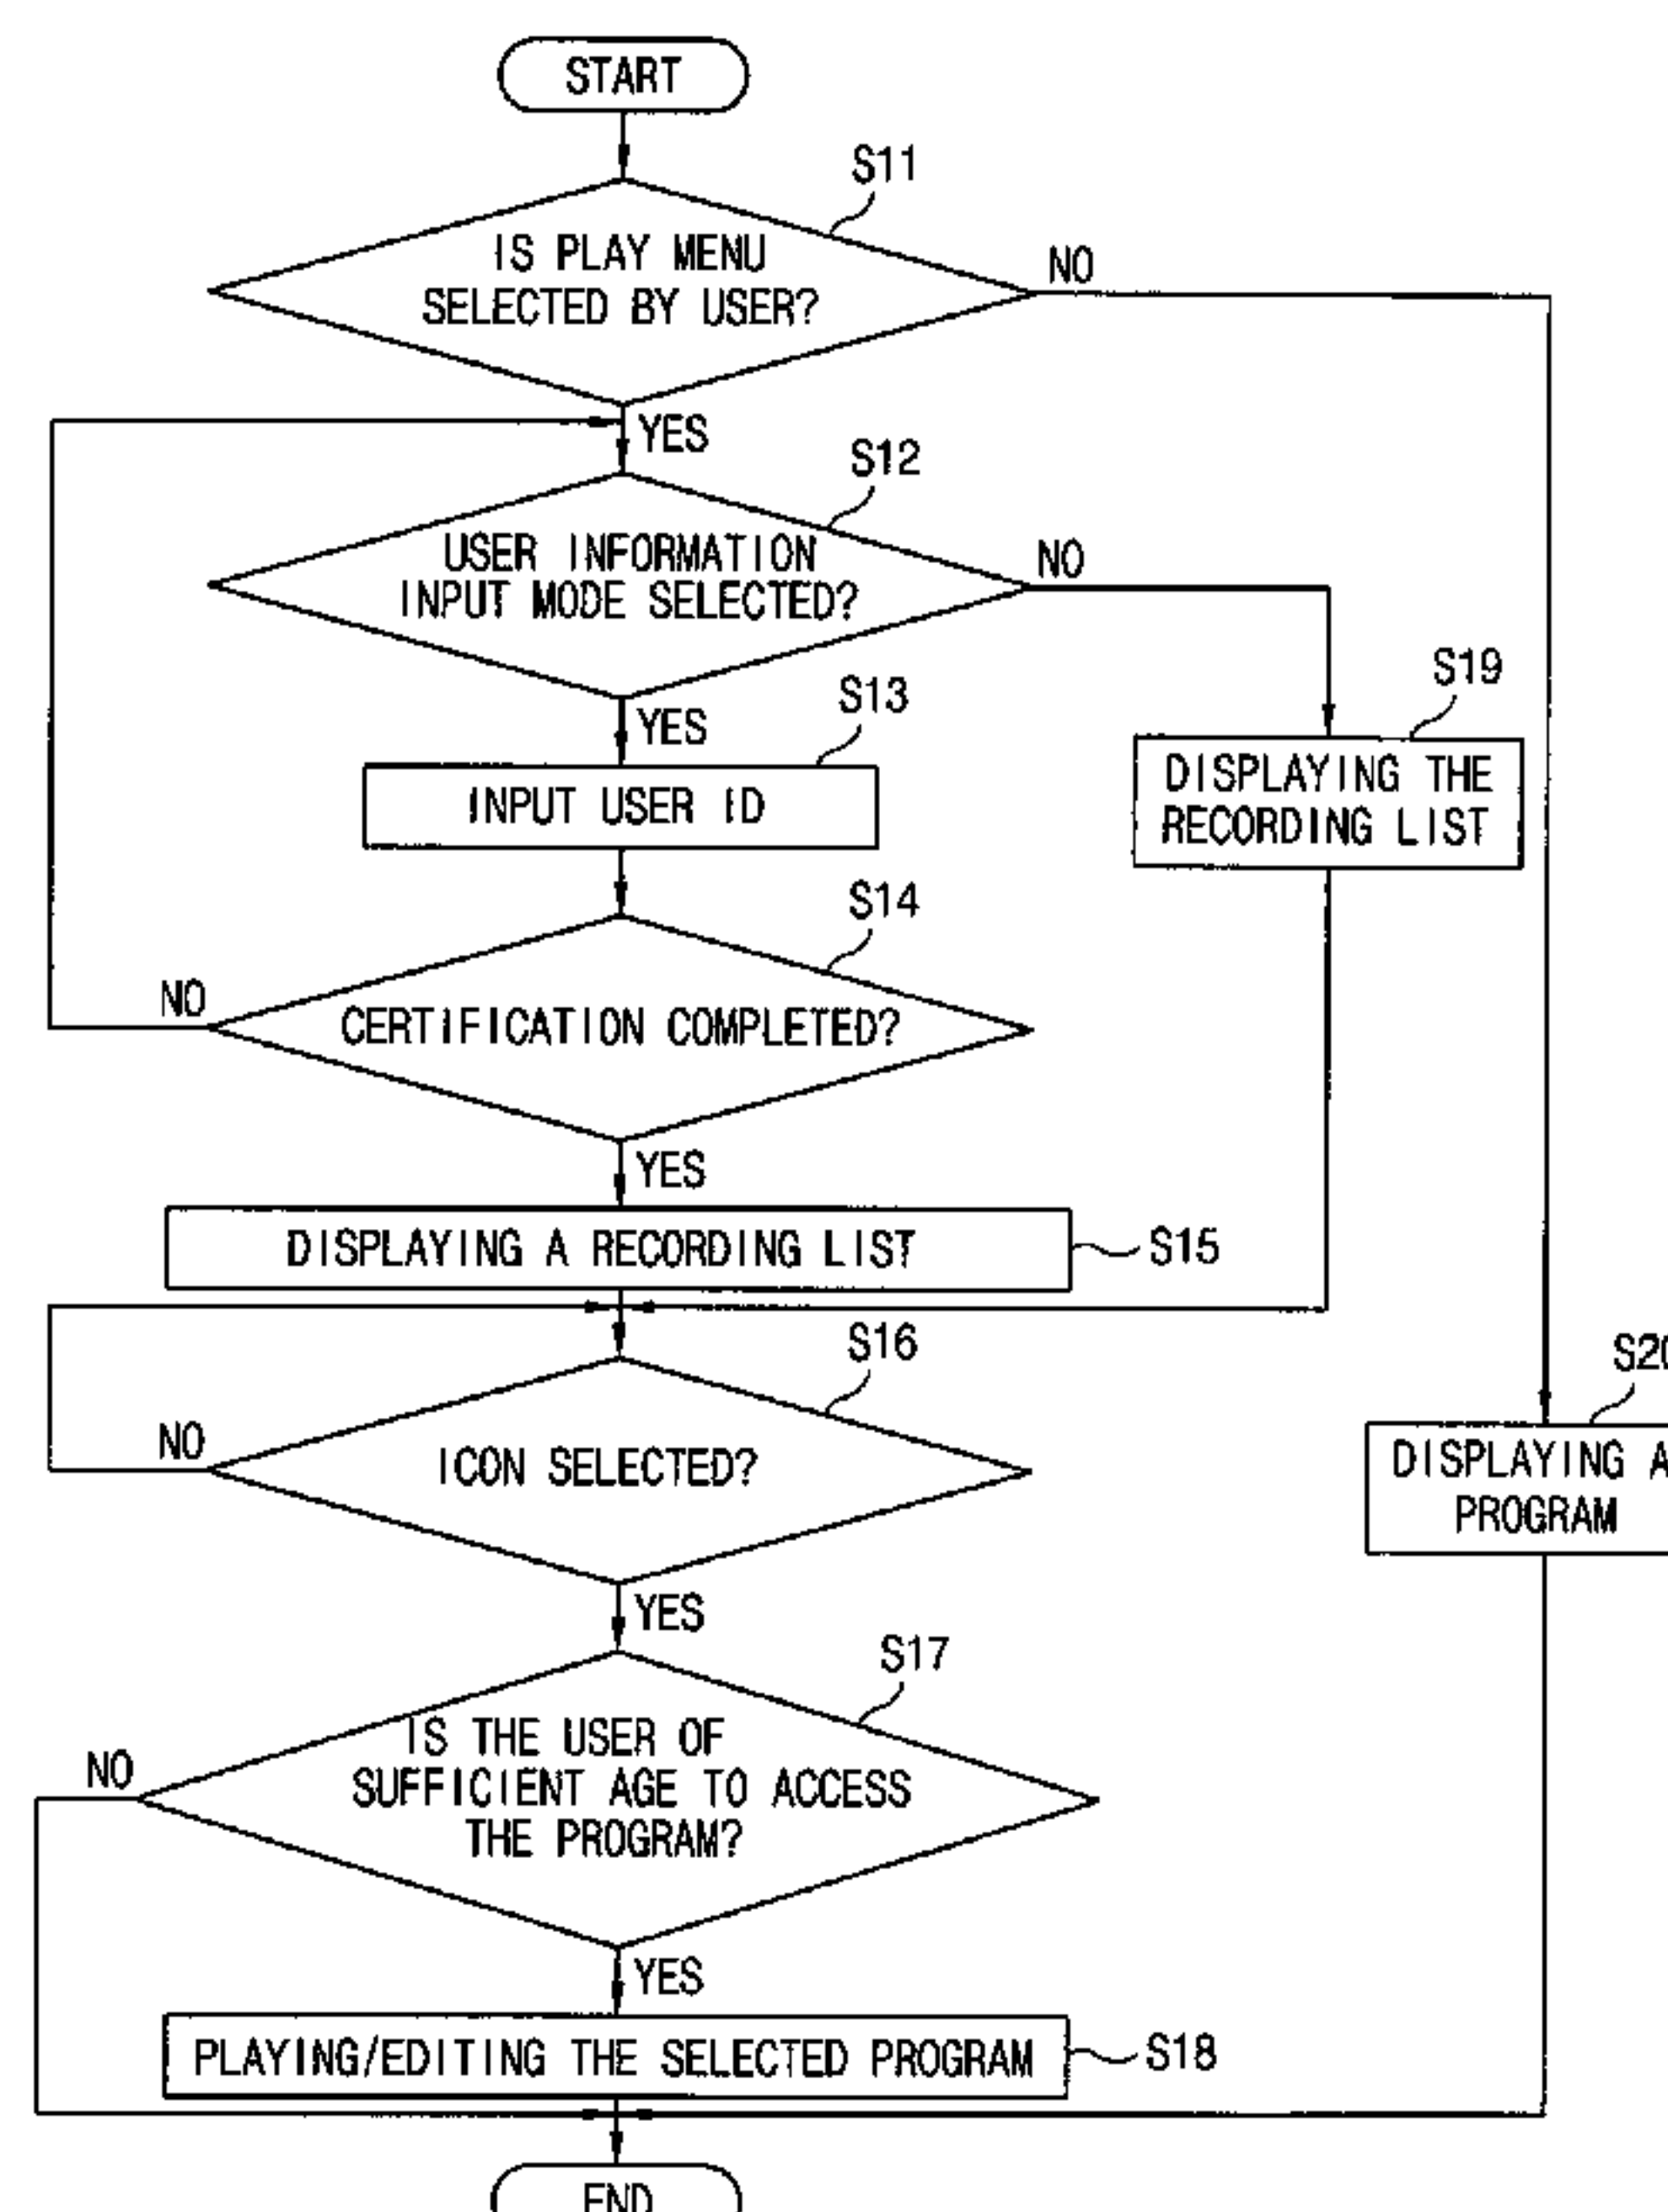 START
S11
IS PLAY MENU
SELECTED BY USER?
NO
YES
S12
USER INFORMATION
INPUT MODE SELECTED?
NO
YES
S13
INPUT USER ID
S19
DISPLAYING THE
RECORDING LIST
S14
NO
CERTIFICATION COMPLETED?
YES
DISPLAYING A RECORDING LIST
S15
S16
NO
ICON SELECTED?
YES
S20
DISPLAYING A
PROGRAM
S17
NO
IS THE USER OF
SUFFICIENT AGE TO ACCESS
THE PROGRAM?
YES
PLAYING/EDITING THE SELECTED PROGRAM
S18
END